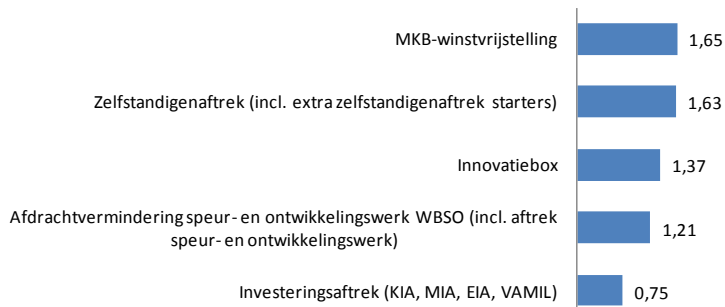 MKB-winstvrijstelling 1,65
Zelfstandigenaftrek (incl. extra zelfstandigenaftrek starters) 1,63
Innovatiebox 1,37
Afdrachtvermindering speur- en ontwikkelingswerk WBSO (incl. aftrek
speur- en ontwikkelingswerk) 1,21
Investeringsaftrek (KIA, MIA, EIA, VAMIL) 0,75